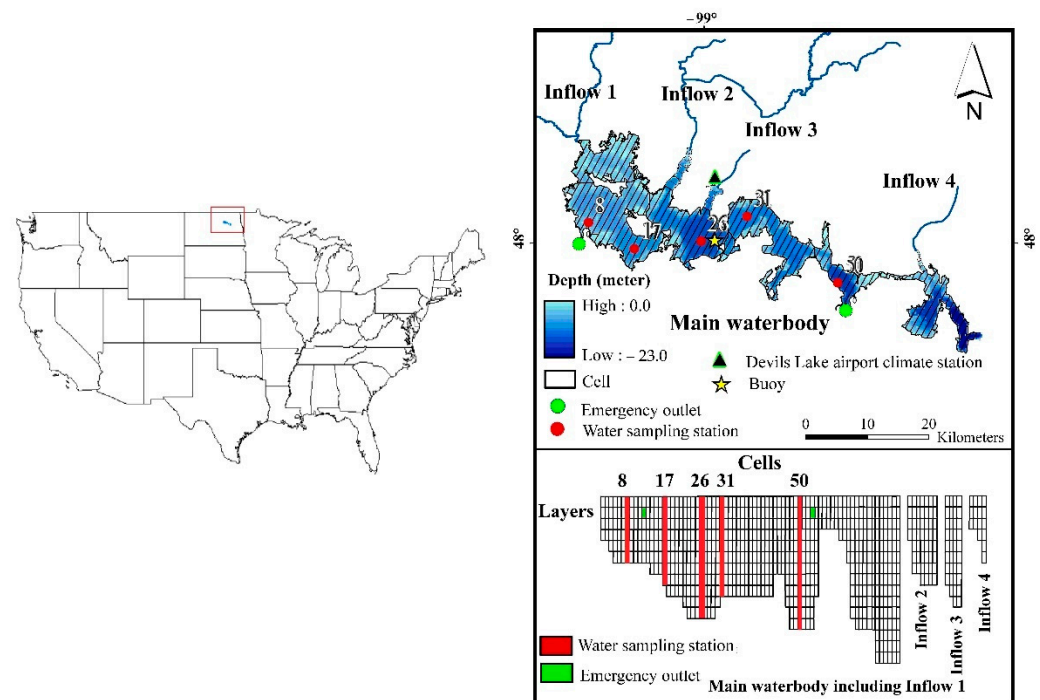 −99°
Inflow 1
Inflow 2
Inflow 3
Inflow 4
N
8
17
26
31
50
48°
48°
Depth (meter)
High : 0.0
Low : −23.0
Main waterbody
Cell
Emergency outlet
Water sampling station
Devils Lake airport climate station
Buoy
0 10 20
Kilometers
Cells
8 17 26 31 50
Layers
Inflow 2
Inflow 3
Inflow 4
Water sampling station
Emergency outlet
Main waterbody including Inflow 1